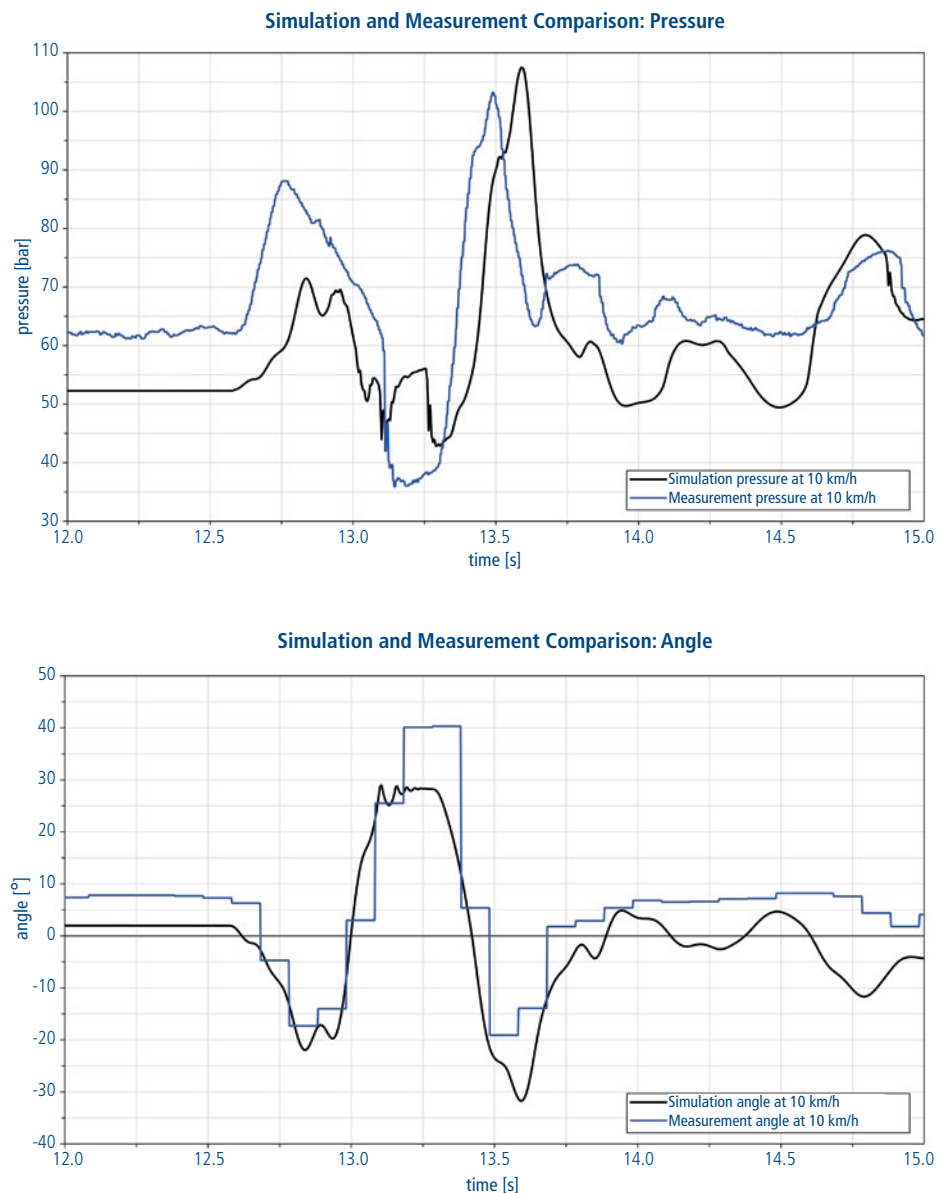 Simulation and Measurement Comparison: Pressure
110
100
90
80
70
60
50
40
30
pressure [bar]
Simulation pressure at 10 km/h
Measurement pressure at 10 km/h
12.0 12.5 13.0 13.5 14.0 14.5 15.0
time [s]
Simulation and Measurement Comparison: Angle
50
40
30
20
10
0
-10
-20
-30
-40
angle [°]
Simulation angle at 10 km/h
Measurement angle at 10 km/h
12.0 12.5 13.0 13.5 14.0 14.5 15.0
time [s]